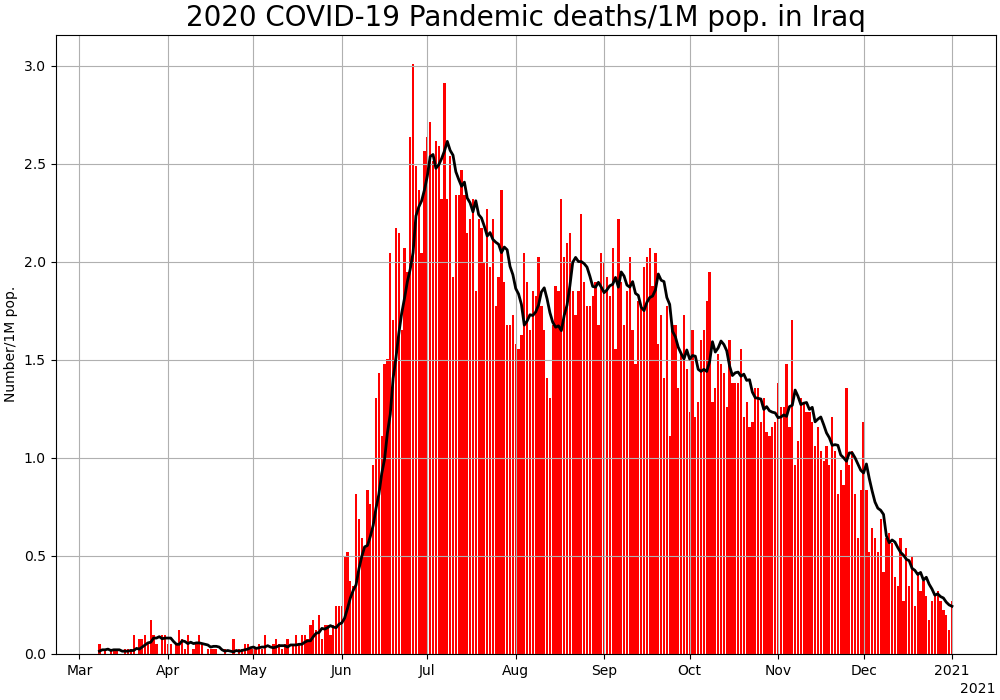 2020 COVID-19 Pandemic deaths/1M pop. in Iraq
Number/1M pop.
3.0
2.5
2.0
1.5
1.0
0.5
0.0
Mar Apr May Jun Jul Aug Sep Oct Nov Dec 2021
2021